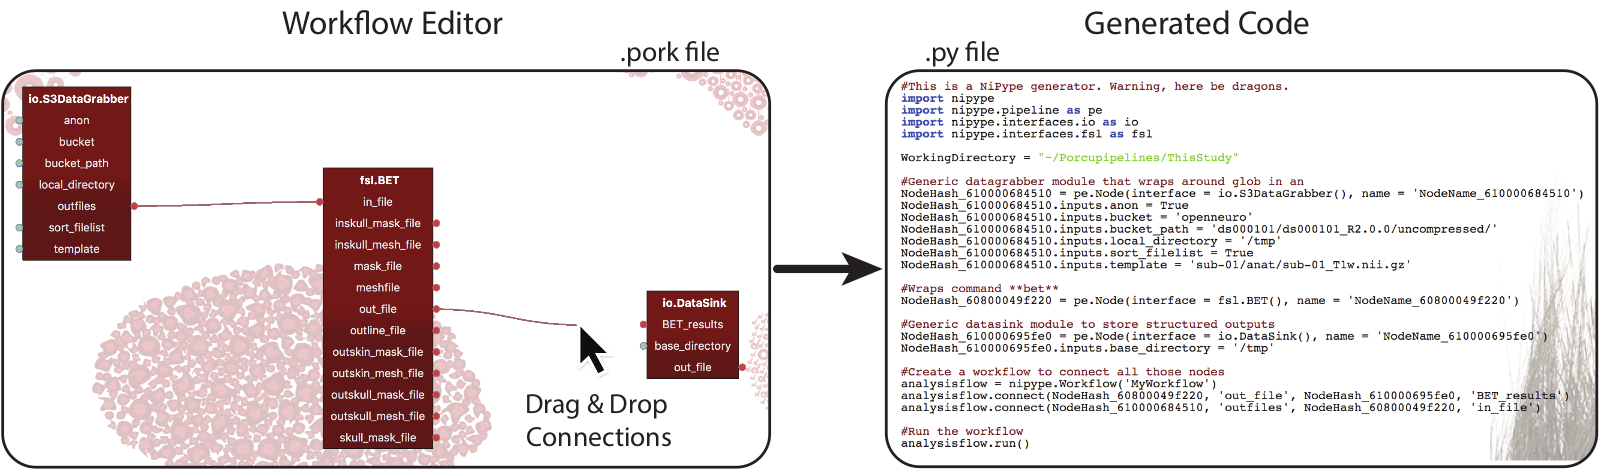 Workflow Editor
.pork file
io.S3DataGrabber
anon
bucket
bucket_path
local_directory
outfiles
sort_filelist
template
fsl.BET
in_file
inskull_mask_file
inskull_mesh_file
mask_file
meshfile
out_file
outline_file
outskin_mask_file
outskin_mesh_file
outskull_mask_file
outskull_mesh_file
skull_mask_file
io.DataSink
BET_results
base_directory
out_file
Drag & Drop
Connections
Generated Code
.py file
#This is a NiPype generator. Warning, here be dragons.
import nipype
import nipype.pipeline as pe
import nipype.interfaces.io as io
import nipype.interfaces.fsl as fsl
WorkingDirectory = "~/Porcupipelines/ThisStudy"
#Generic datagrabber module that wraps around glob in an
NodeHash_610000684510 = pe.Node(interface = io.S3DataGrabber(), name = 'NodeName_610000684510')
NodeHash_610000684510.inputs.anon = True
NodeHash_610000684510.inputs.bucket = 'openneuro'
NodeHash_610000684510.inputs.bucket_path = 'ds000101/ds000101_R2.0.0/uncompressed/'
NodeHash_610000684510.inputs.local_directory = '/tmp'
NodeHash_610000684510.inputs.sort_filelist = True
NodeHash_610000684510.inputs.template = 'sub-01/anat/sub-01_T1w.nii.gz'
#Wraps command **bet**
NodeHash_60800049f220 = pe.Node(interface = fsl.BET(), name = 'NodeName_60800049f220')
#Generic datasink module to store structured outputs
NodeHash_610000695fe0 = pe.Node(interface = io.DataSink(), name = 'NodeName_610000695fe0')
NodeHash_610000695fe0.inputs.base_directory = '/tmp'
#Create a workflow to connect all those nodes
analysisflow = nipype.Workflow('MyWorkflow')
analysisflow.connect(NodeHash_60800049f220, 'out_file', NodeHash_610000695fe0, 'BET_results')
analysisflow.connect(NodeHash_610000684510, 'outfiles', NodeHash_60800049f220, 'in_file')
#Run the workflow
analysisflow.run()